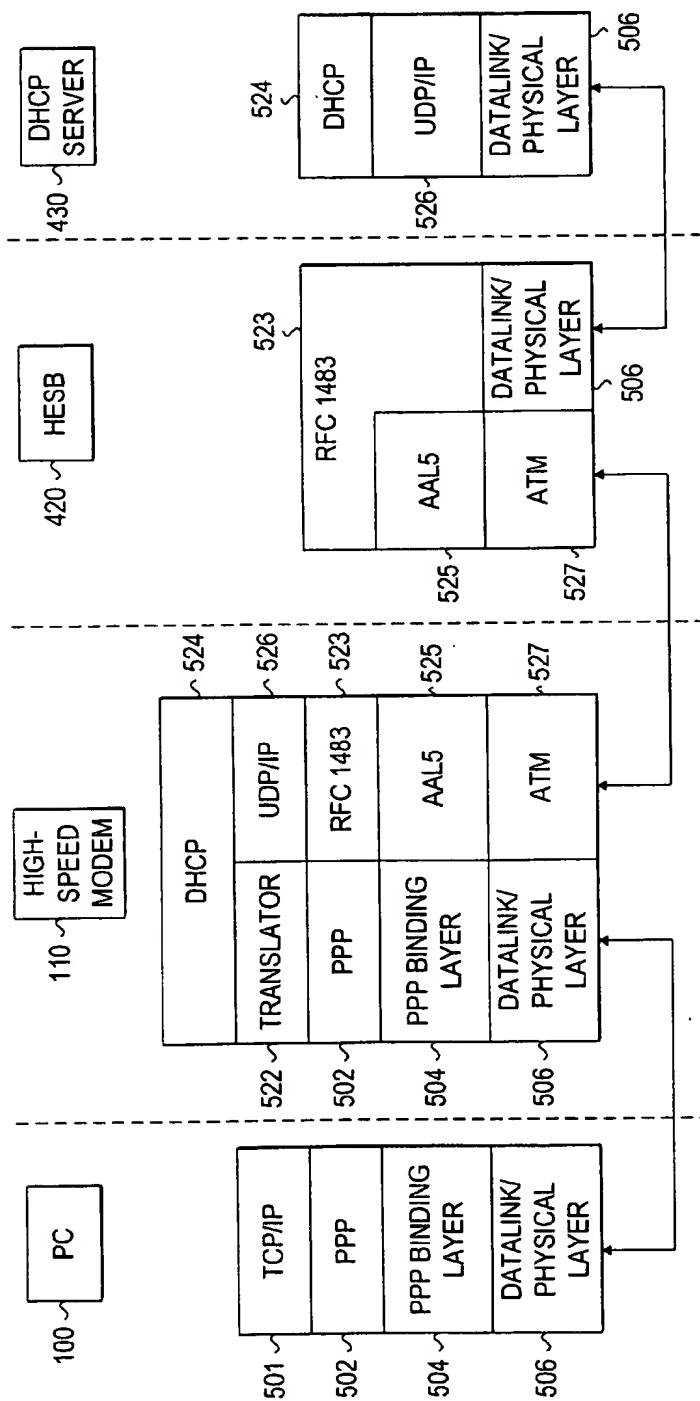 PC
100
HIGH-
SPEED
MODEM
110
HESB
420
DHCP
SERVER
430
TCP/IP
501
PPP
502
PPP BINDING
LAYER
504
DATALINK/
PHYSICAL
LAYER
506
DHCP
524
TRANSLATOR
522
UDP/IP
526
PPP
502
RFC 1483
523
PPP BINDING
LAYER
504
AAL5
525
DATALINK/
PHYSICAL
LAYER
506
ATM
527
RFC 1483
523
AAL5
525
ATM
527
DATALINK/
PHYSICAL
LAYER
506
DHCP
524
UDP/IP
526
DATALINK/
PHYSICAL
LAYER
506